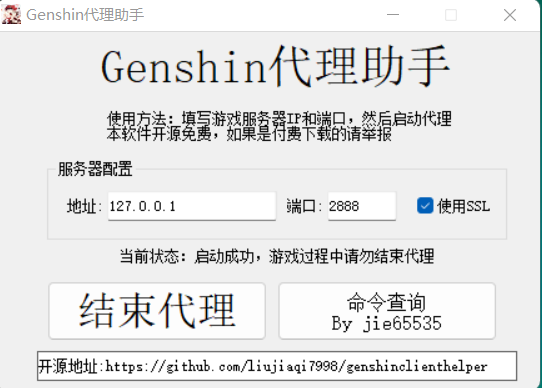 Genshin代理助手
Genshin代理助手
使用方法：填写游戏服务器IP和端口，然后启动代理
本软件开源免费，如果是付费下载的请举报
服务器配置
地址: 127.0.0.1 端口: 2888 使用SSL
当前状态：启动成功，游戏过程中请勿结束代理
结束代理
命令查询
By jie65535
开源地址:https://github.com/liujiaqi7998/genshinclienthelper